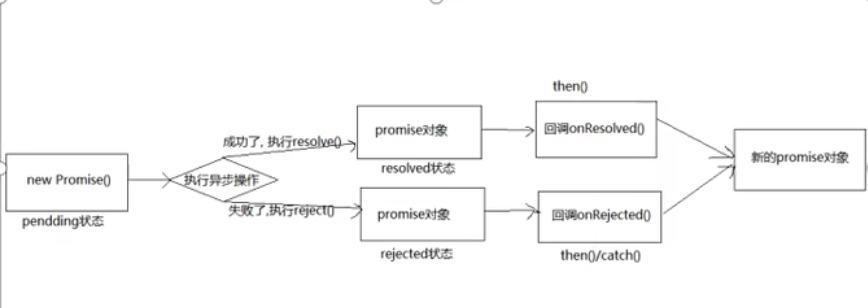 new Promise()
pendding状态
执行异步操作
成功了, 执行resolve()
失败了,执行reject()
promise对象
resolved状态
promise对象
rejected状态
then()
回调onResolved()
回调onRejected()
then()/catch()
新的promise对象